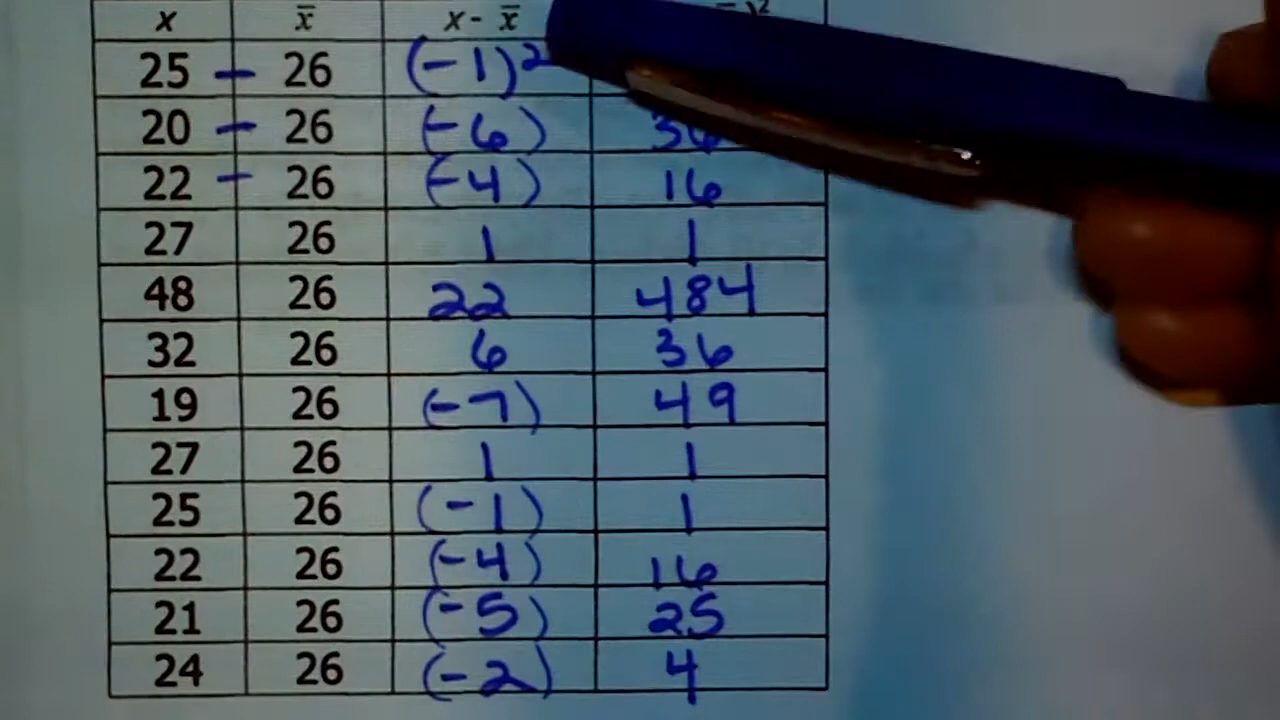 x x̄ x - x̄
25 - 26 (-1)²
20 - 26 (-6) 36
22 - 26 (-4) 16
27 26 1 1
48 26 22 484
32 26 6 36
19 26 (-7) 49
27 26 1 1
25 26 (-1) 1
22 26 (-4) 16
21 26 (-5) 25
24 26 (-2) 4